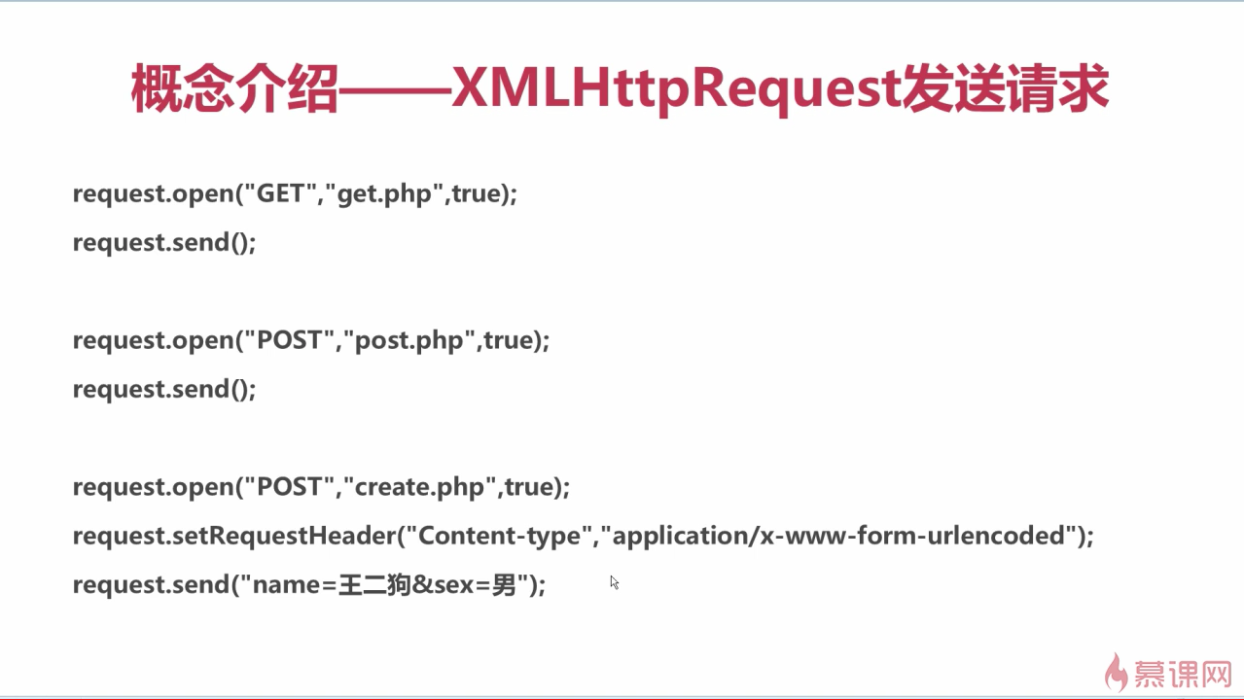 概念介绍——XMLHttpRequest发送请求
request.open("GET","get.php",true);
request.send();
request.open("POST","post.php",true);
request.send();
request.open("POST","create.php",true);
request.setRequestHeader("Content-type","application/x-www-form-urlencoded");
request.send("name=王二狗&sex=男");
慕课网